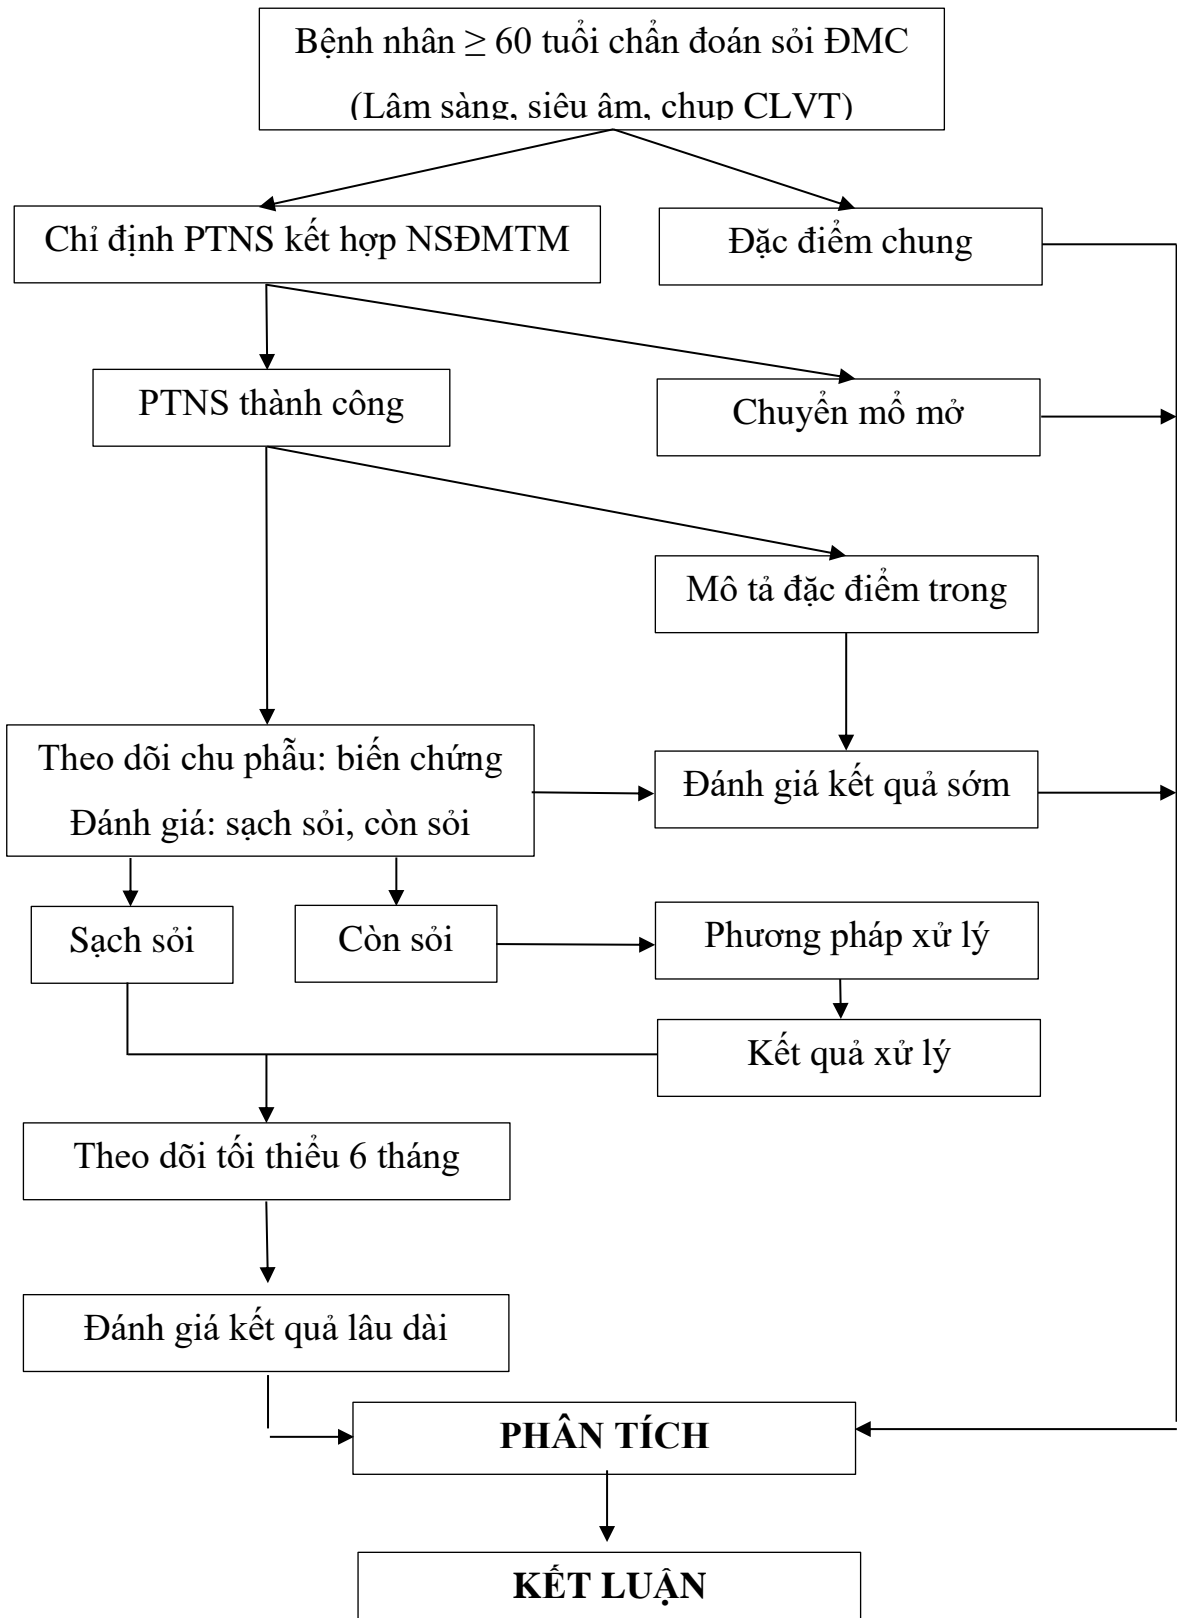 Bệnh nhân ≥ 60 tuổi chẩn đoán sỏi ĐMC
(Lâm sàng, siêu âm, chụp CLVT)
Chỉ định PTNS kết hợp NSĐMTM
Đặc điểm chung
PTNS thành công
Chuyển mổ mở
Mô tả đặc điểm trong
Theo dõi chu phẫu: biến chứng
Đánh giá: sạch sỏi, còn sỏi
Đánh giá kết quả sớm
Sạch sỏi
Còn sỏi
Phương pháp xử lý
Kết quả xử lý
Theo dõi tối thiểu 6 tháng
Đánh giá kết quả lâu dài
PHÂN TÍCH
KẾT LUẬN